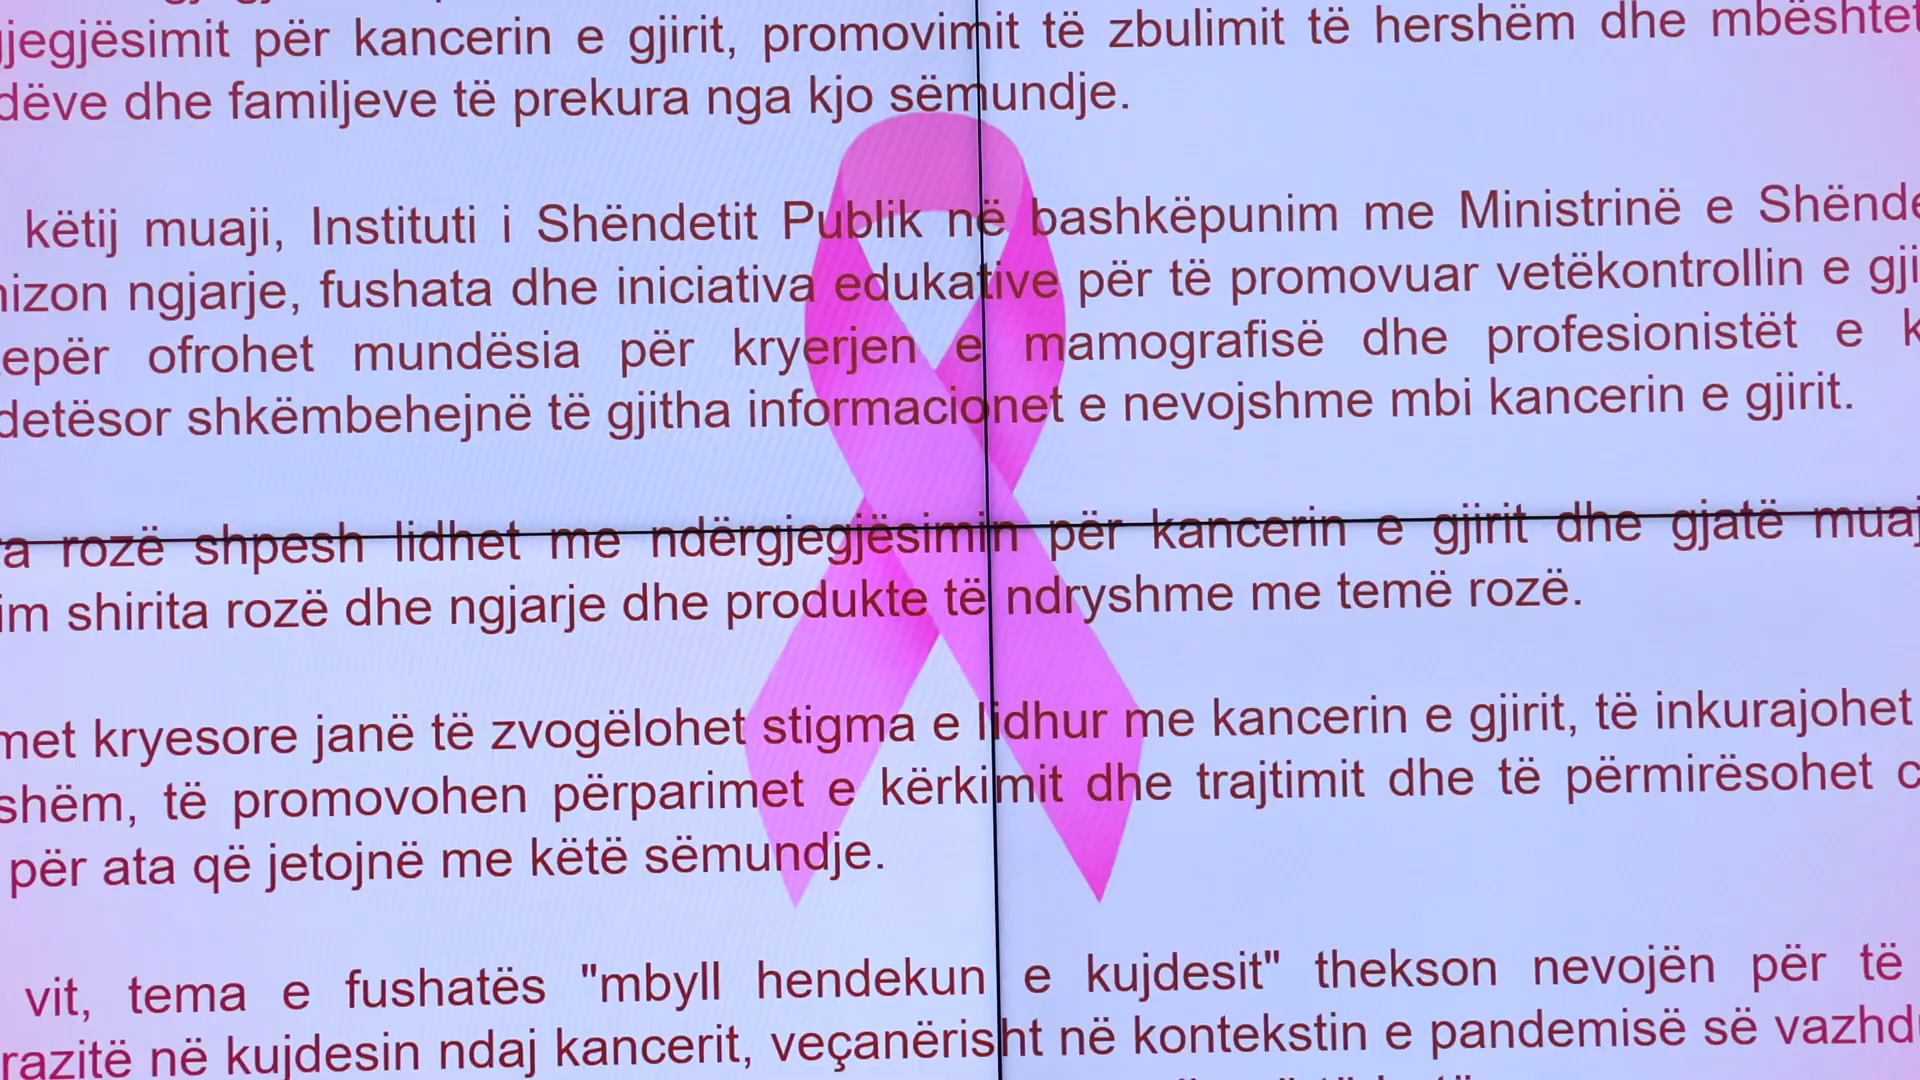 gjegjësimit për kancerin e gjirit, promovimit të zbulimit të hershëm dhe mbështet
dëve dhe familjeve të prekura nga kjo sëmundje.
këtij muaji, Instituti i Shëndetit Publik në bashkëpunim me Ministrinë e Shënde
nizon ngjarje, fushata dhe iniciativa edukative për të promovuar vetëkontrollin e gji
epër ofrohet mundësia për kryerjen e mamografisë dhe profesionistët e k
detësor shkëmbehejnë të gjitha informacionet e nevojshme mbi kancerin e gjirit.
a rozë shpesh lidhet me ndërgjegjësimin për kancerin e gjirit dhe gjatë muaj
im shirita rozë dhe ngjarje dhe produkte të ndryshme me temë rozë.
met kryesore janë të zvogëlohet stigma e lidhur me kancerin e gjirit, të inkurajohet
shëm, të promovohen përparimet e kërkimit dhe trajtimit dhe të përmirësohet c
për ata që jetojnë me këtë sëmundje.
vit, tema e fushatës "mbyll hendekun e kujdesit" thekson nevojën për të
razitë në kujdesin ndaj kancerit, veçanërisht në kontekstin e pandemisë së vazhd